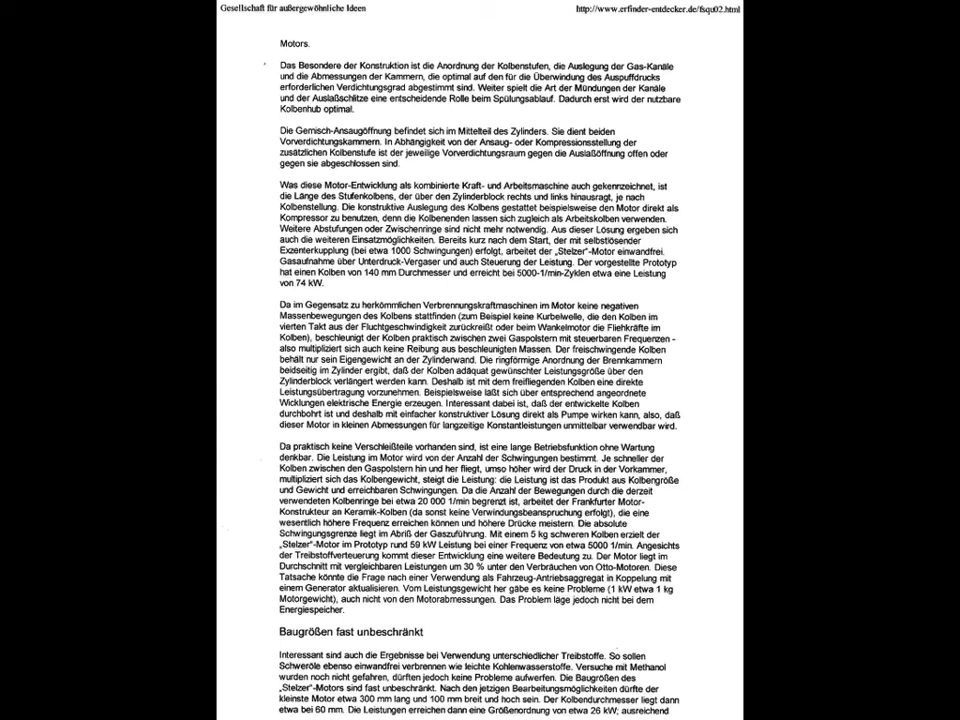 Gesellschaft für außergewöhnliche Ideen
http://www.erfinder-entdecker.de/fsqu02.html
Motors.
Das Besondere der Konstruktion ist die Anordnung der Kolbenstufen, die Auslegung der Gas-Kanäle
und die Abmessungen der Kammern, die optimal auf den für die Überwindung des Auspuffdrucks
erforderlichen Verdichtungsgrad abgestimmt sind. Weiter spielt die Art der Mündungen der Kanäle
und der Auslaßschlitze eine entscheidende Rolle beim Spülungsablauf. Dadurch erst wird der nutzbare
Kolbenhub optimal.
Die Gemisch-Ansaugöffnung befindet sich im Mittelteil des Zylinders. Sie dient beiden
Vorverdichtungskammern. In Abhängigkeit von der Ansaug- oder Kompressionsstellung der
zusätzlichen Kolbenstufe ist der jeweilige Vorverdichtungsraum gegen die Auslaßöffnung offen oder
gegen sie abgeschlossen sind.
Was diese Motor-Entwicklung als kombinierte Kraft- und Arbeitsmaschine auch gekennzeichnet, ist
die Länge des Stufenkolbens, der über den Zylinderblock rechts und links hinausragt, je nach
Kolbenstellung. Die konstruktive Auslegung des Kolbens gestattet beispielsweise den Motor direkt als
Kompressor zu benutzen, denn die Kolbenenden lassen sich zugleich als Arbeitskolben verwenden.
Weitere Abstufungen oder Zwischenringe sind nicht mehr notwendig. Aus dieser Lösung ergeben sich
auch die weiteren Einsatzmöglichkeiten. Bereits kurz nach dem Start, der mit selbstlösender
Exzenterkupplung (bei etwa 1000 Schwingungen) erfolgt, arbeitet der „Stelzer"-Motor einwandfrei.
Gasaufnahme über Unterdruck-Vergaser und auch Steuerung der Leistung. Der vorgestellte Prototyp
hat einen Kolben von 140 mm Durchmesser und erreicht bei 5000-1/min-Zyklen etwa eine Leistung
von 74 kW.
Da im Gegensatz zu herkömmlichen Verbrennungskraftmaschinen im Motor keine negativen
Massenbewegungen des Kolbens stattfinden (zum Beispiel keine Kurbelwelle, die den Kolben im
vierten Takt aus der Fluchtgeschwindigkeit zurückreißt oder beim Wankelmotor die Fliehkräfte im
Kolben), beschleunigt der Kolben praktisch zwischen zwei Gaspolstern mit steuerbaren Frequenzen -
also multipliziert sich auch keine Reibung aus beschleunigten Massen. Der freischwingende Kolben
behält nur sein Eigengewicht an der Zylinderwand. Die ringförmige Anordnung der Brennkammern
beidseitig im Zylinder ergibt, daß der Kolben adäquat gewünschter Leistungsgröße über den
Zylinderblock verlängert werden kann. Deshalb ist mit dem freifliegenden Kolben eine direkte
Leistungsübertragung vorzunehmen. Beispielsweise läßt sich über entsprechend angeordnete
Wicklungen elektrische Energie erzeugen. Interessant dabei ist, daß der entwickelte Kolben
durchbohrt ist und deshalb mit einfacher konstruktiver Lösung direkt als Pumpe wirken kann, also, daß
dieser Motor in kleinen Abmessungen für langzeitige Konstantleistungen unmittelbar verwendbar wird.
Da praktisch keine Verschleißteile vorhanden sind, ist eine lange Betriebsfunktion ohne Wartung
denkbar. Die Leistung im Motor wird von der Anzahl der Schwingungen bestimmt. Je schneller der
Kolben zwischen den Gaspolstern hin und her fliegt, umso höher wird der Druck in der Vorkammer,
multipliziert sich das Kolbengewicht, steigt die Leistung: die Leistung ist das Produkt aus Kolbengröße
und Gewicht und erreichbaren Schwingungen. Da die Anzahl der Bewegungen durch die derzeit
verwendeten Kolbenringe bei etwa 20 000 1/min begrenzt ist, arbeitet der Frankfurter Motor-
Konstrukteur an Keramik-Kolben (da sonst keine Verwindungsbeanspruchung erfolgt), die eine
wesentlich höhere Frequenz erreichen können und höhere Drücke meistern. Die absolute
Schwingungsgrenze liegt im Abriß der Gaszuführung. Mit einem 5 kg schweren Kolben erzielt der
„Stelzer"-Motor im Prototyp rund 59 kW Leistung bei einer Frequenz von etwa 5000 1/min. Angesichts
der Treibstoffverteuerung kommt dieser Entwicklung eine weitere Bedeutung zu. Der Motor liegt im
Durchschnitt mit vergleichbaren Leistungen um 30 % unter den Verbräuchen von Otto-Motoren. Diese
Tatsache könnte die Frage nach einer Verwendung als Fahrzeug-Antriebsaggregat in Koppelung mit
einem Generator aktualisieren. Vom Leistungsgewicht her gäbe es keine Probleme (1 kW etwa 1 kg
Motorgewicht), auch nicht von den Motorabmessungen. Das Problem läge jedoch nicht bei dem
Energiespeicher.
Baugrößen fast unbeschränkt
Interessant sind auch die Ergebnisse bei Verwendung unterschiedlicher Treibstoffe. So sollen
Schweröle ebenso einwandfrei verbrennen wie leichte Kohlenwasserstoffe. Versuche mit Methanol
wurden noch nicht gefahren, dürften jedoch keine Probleme aufwerfen. Die Baugrößen des
„Stelzer"-Motors sind fast unbeschränkt. Nach den jetzigen Bearbeitungsmöglichkeiten dürfte der
kleinste Motor etwa 300 mm lang und 100 mm breit und hoch sein. Der Kolbendurchmesser liegt dann
etwa bei 60 mm. Die Leistungen erreichen dann eine Größenordnung von etwa 26 kW; ausreichend